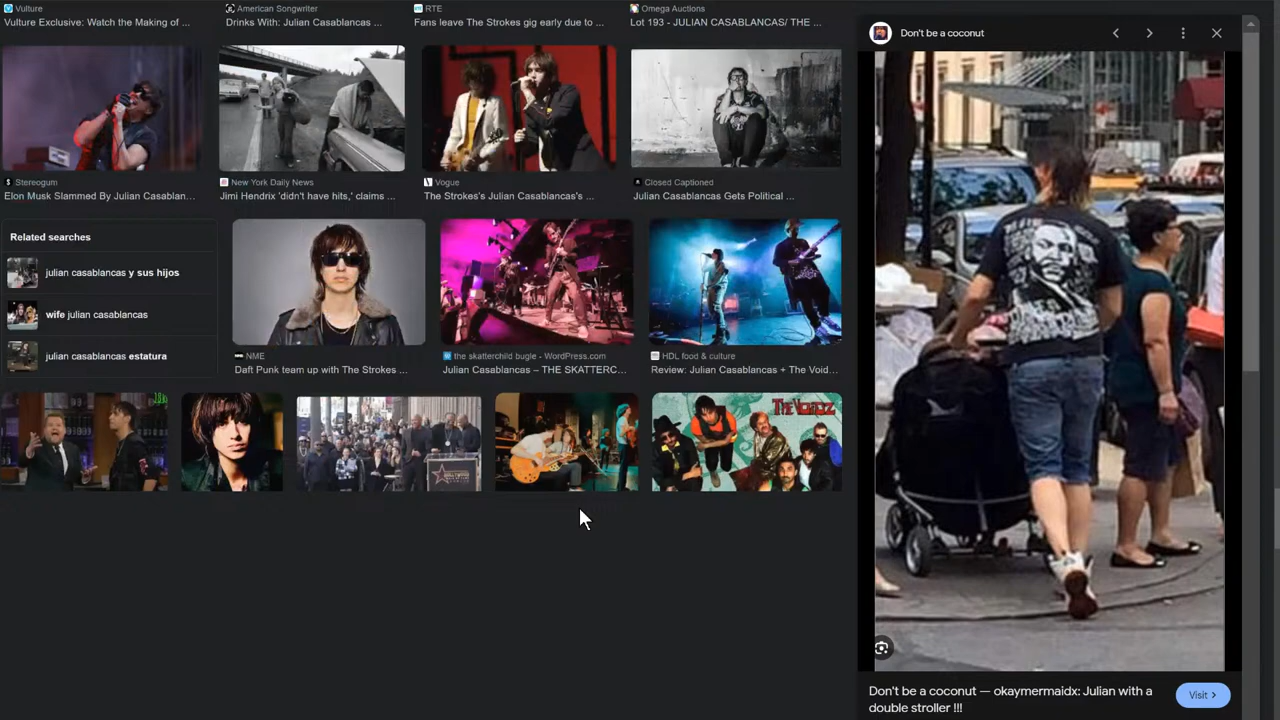 Vulture
Vulture Exclusive: Watch the Making of ...
American Songwriter
Drinks With: Julian Casablancas ...
RTE
Fans leave The Strokes gig early due to ...
Omega Auctions
Lot 193 - JULIAN CASABLANCAS/ THE ...
Stereogum
Elon Musk Slammed By Julian Casablan...
New York Daily News
Jimi Hendrix 'didn't have hits,' claims ...
Vogue
The Strokes's Julian Casablancas's ...
Closed Captioned
Julian Casablancas Gets Political ...
Related searches
julian casablancas y sus hijos
wife julian casablancas
julian casablancas estatura
NME
Daft Punk team up with The Strokes ...
the skatterchild bugle - WordPress.com
Julian Casablancas – THE SKATTERC...
HDL food & culture
Review: Julian Casablancas + The Void...
THE VOIDZ
Don't be a coconut
Don't be a coconut — okaymermaidx: Julian with a
double stroller !!!
Visit